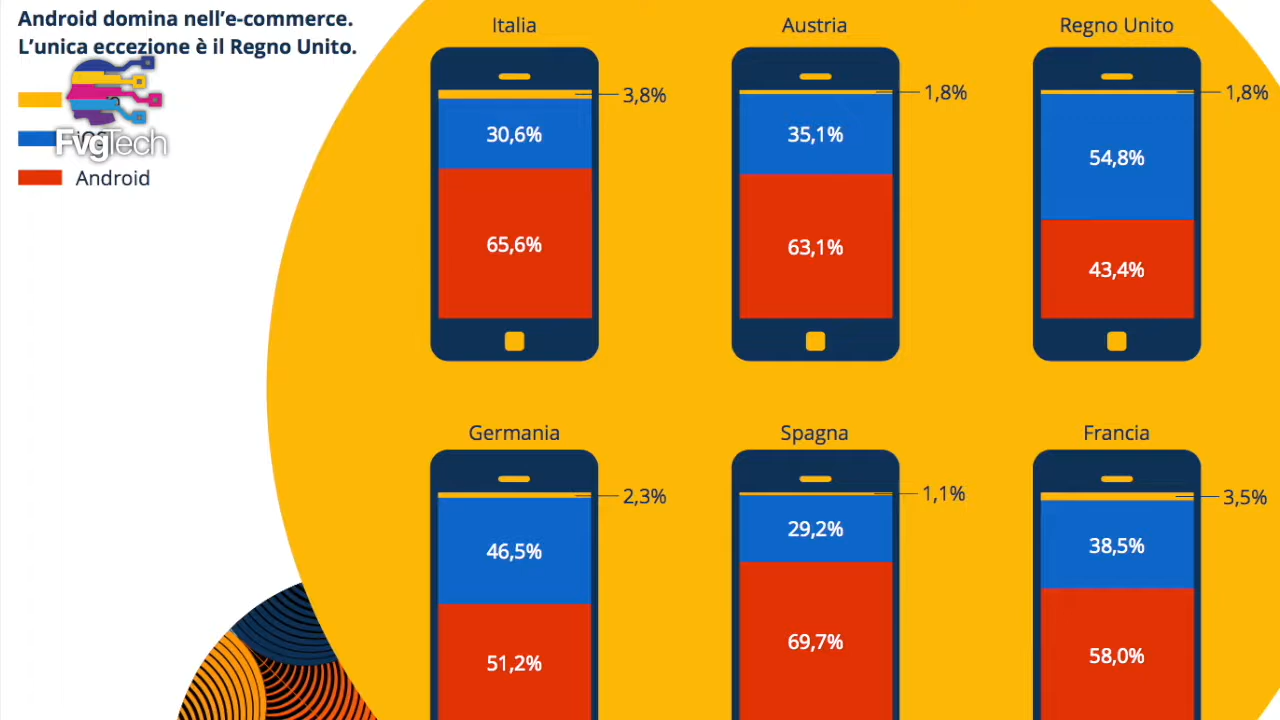 Android domina nell'e-commerce.
L'unica eccezione è il Regno Unito.
iOS
FvgTech
Android
Italia
3,8%
30,6%
65,6%
Austria
1,8%
35,1%
63,1%
Regno Unito
1,8%
54,8%
43,4%
Germania
2,3%
46,5%
51,2%
Spagna
1,1%
29,2%
69,7%
Francia
3,5%
38,5%
58,0%